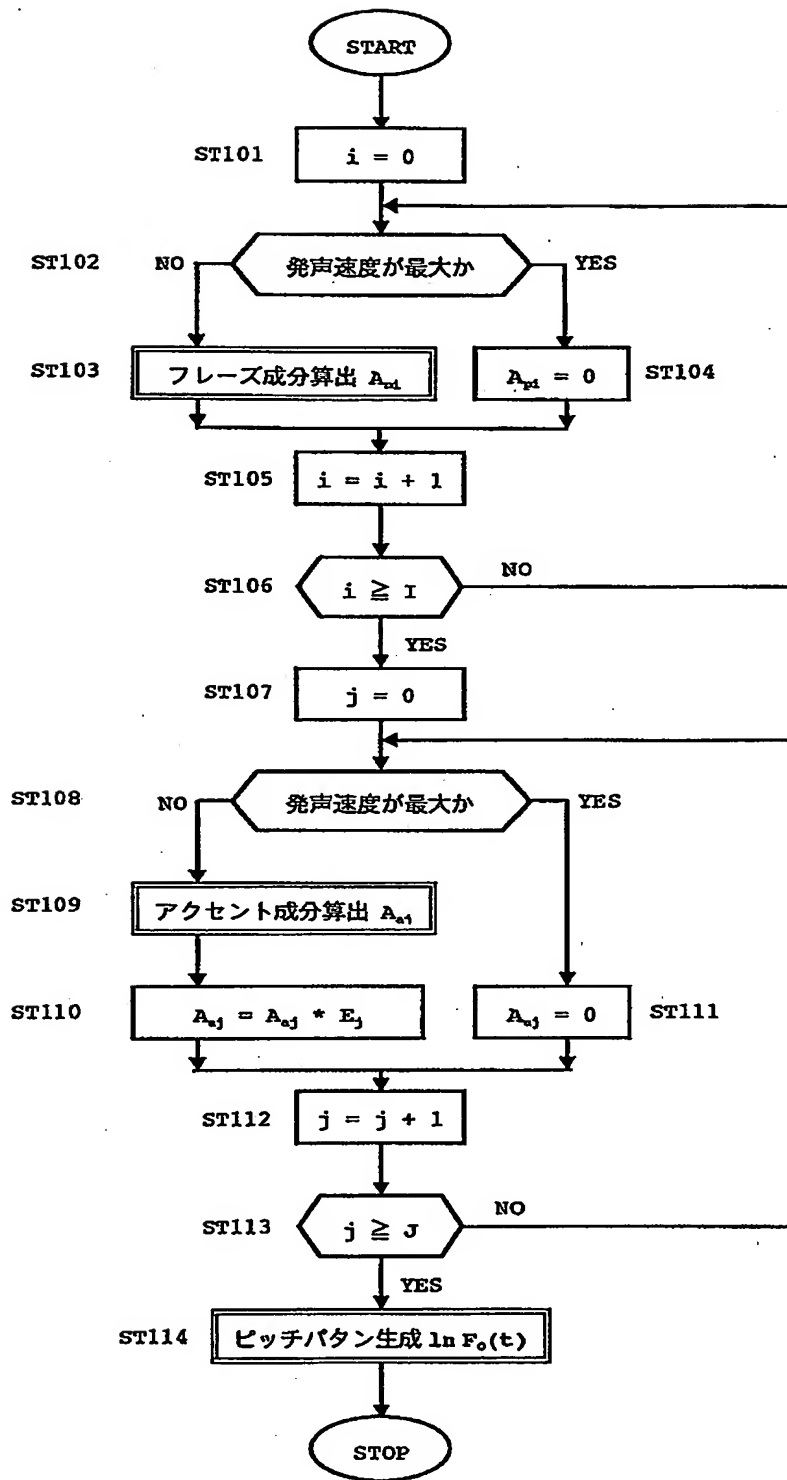 START
ST101
i = 0
ST102
NO
発声速度が最大か
YES
ST103
フレーズ成分算出 Api
Api = 0
ST104
ST105
i = i + 1
ST106
i ≧ I
NO
YES
ST107
j = 0
ST108
NO
発声速度が最大か
YES
ST109
アクセント成分算出 Aaj
ST110
Aaj = Aaj * Ej
Aaj = 0
ST111
ST112
j = j + 1
ST113
j ≧ J
NO
YES
ST114
ピッチパタン生成 ln F₀(t)
STOP